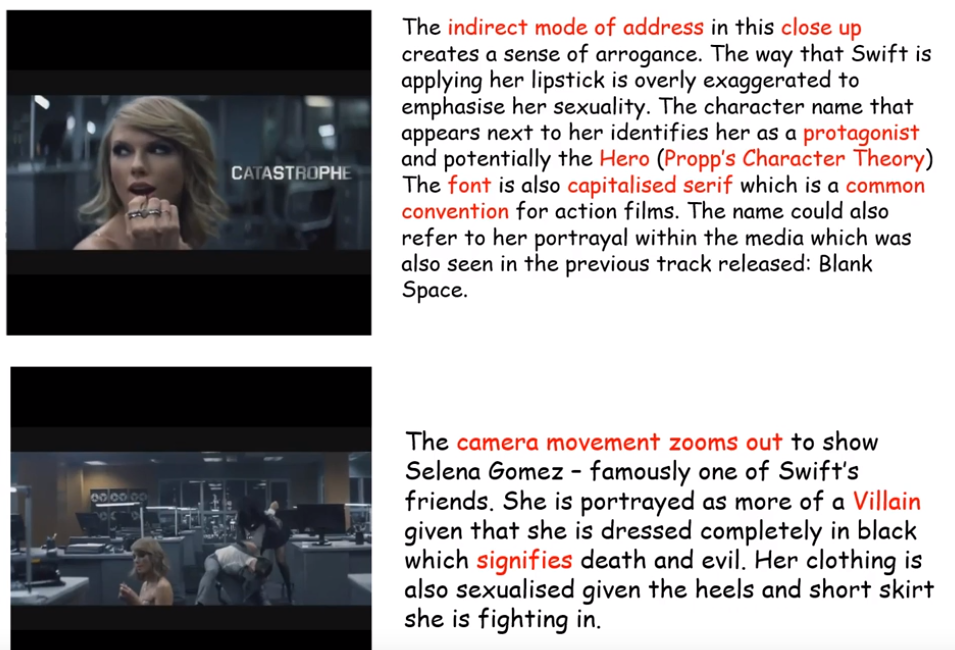 The indirect mode of address in this close up
creates a sense of arrogance. The way that Swift is
applying her lipstick is overly exaggerated to
emphasise her sexuality. The character name that
appears next to her identifies her as a protagonist
and potentially the Hero (Propp's Character Theory)
The font is also capitalised serif which is a common
convention for action films. The name could also
refer to her portrayal within the media which was
also seen in the previous track released: Blank
Space.
CATASTROPHE
The camera movement zooms out to show
Selena Gomez – famously one of Swift's
friends. She is portrayed as more of a Villain
given that she is dressed completely in black
which signifies death and evil. Her clothing is
also sexualised given the heels and short skirt
she is fighting in.